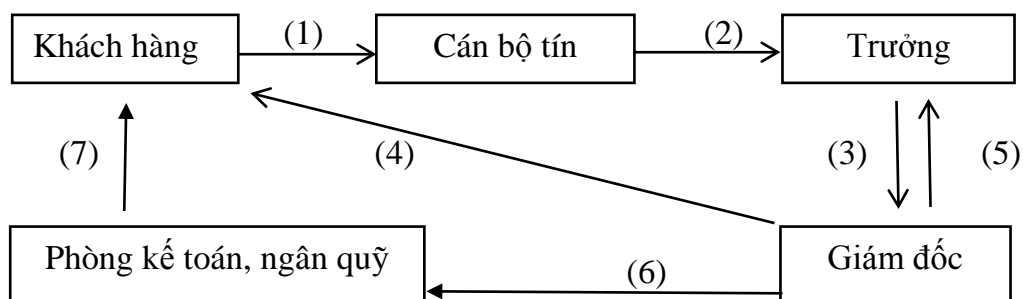 Khách hàng
(1)
Cán bộ tín
(2)
Trưởng
(7)
(4)
(3)
(5)
Phòng kế toán, ngân quỹ
(6)
Giám đốc